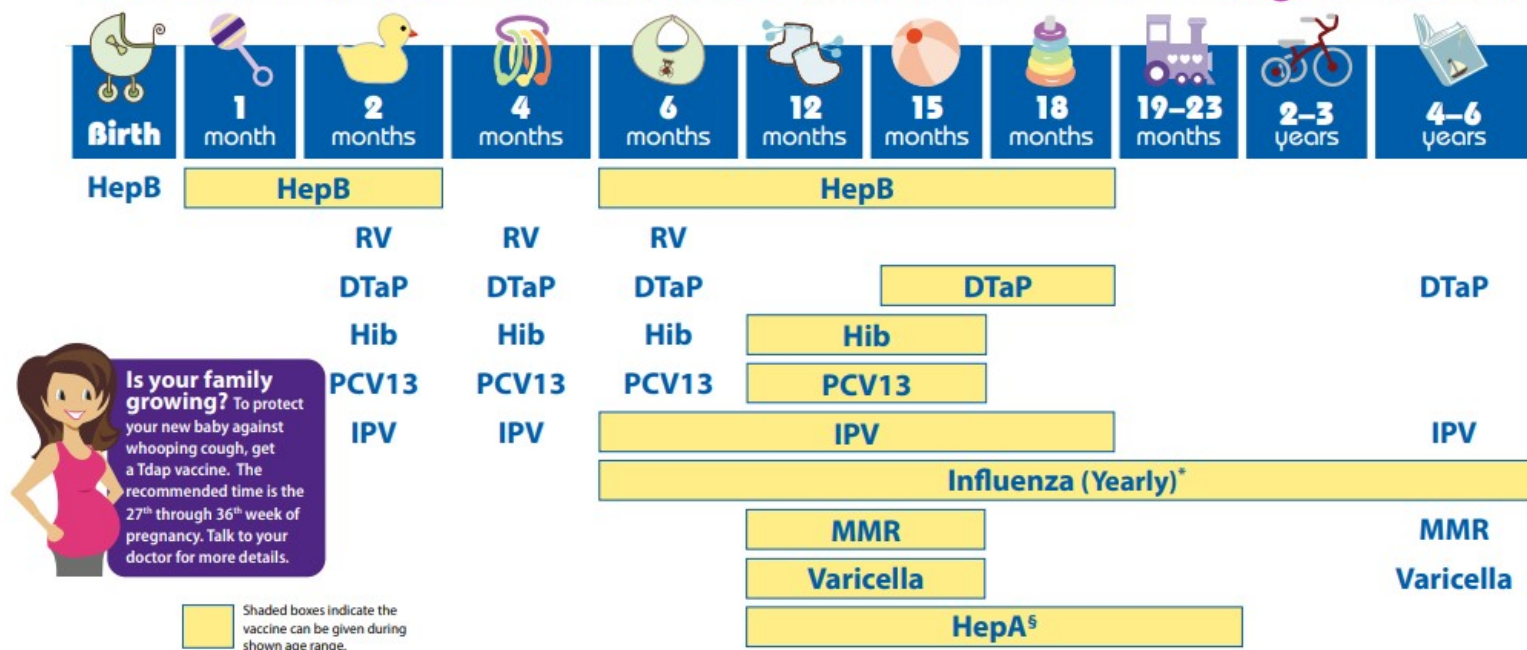 Birth
1
month
2
months
4
months
6
months
12
months
15
months
18
months
19–23
months
2–3
years
4–6
years
HepB HepB HepB
RV RV RV
DTaP DTaP DTaP DTaP DTaP
Hib Hib Hib Hib
PCV13 PCV13 PCV13 PCV13
IPV IPV IPV IPV
Influenza (Yearly)*
MMR MMR
Varicella Varicella
HepA§
Is your family
growing? To protect
your new baby against
whooping cough, get
a Tdap vaccine. The
recommended time is the
27th through 36th week of
pregnancy. Talk to your
doctor for more details.
Shaded boxes indicate the
vaccine can be given during
shown age range.